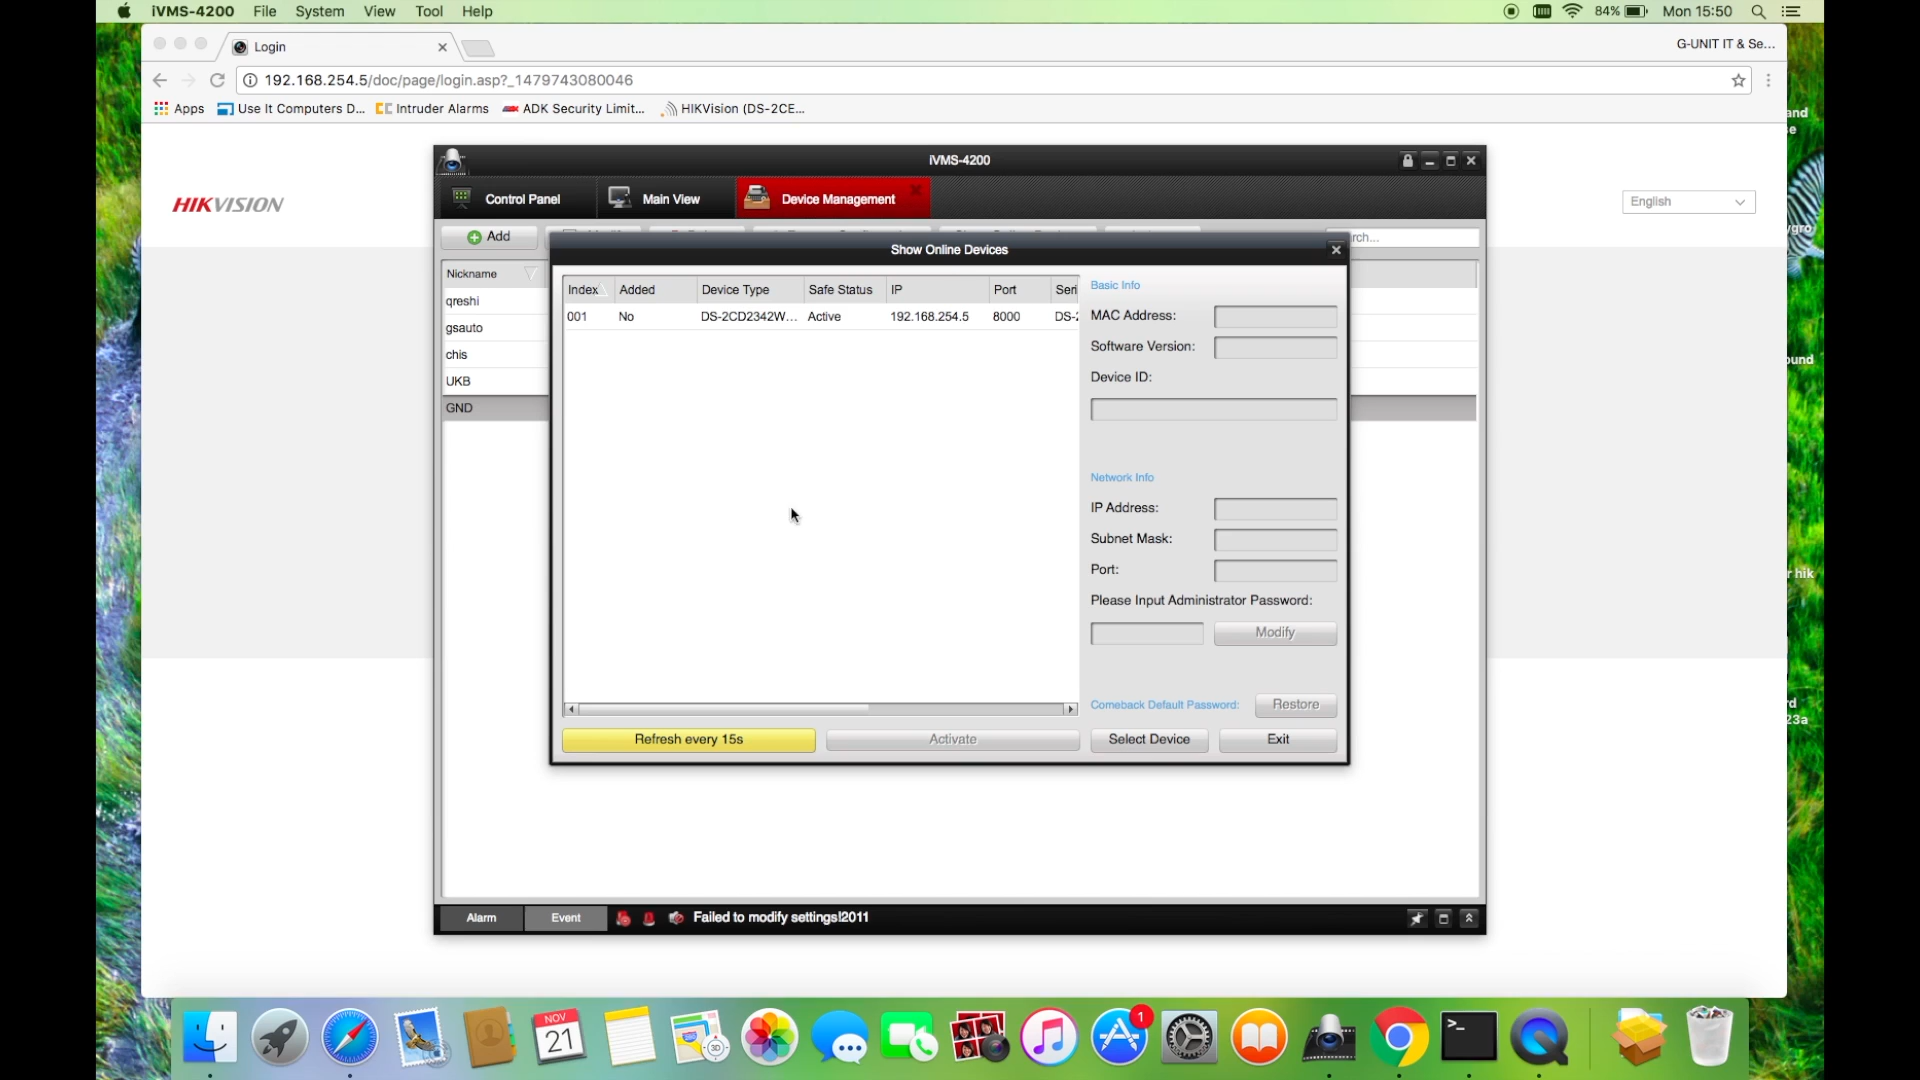 iVMS-4200 File System View Tool Help 84% Mon 15:50
Login G-UNIT IT & Se...
192.168.254.5/doc/page/login.asp?_1479743080046
Apps Use It Computers D... Intruder Alarms ADK Security Limit... HIKVision (DS-2CE...
HIKVISION
English
iVMS-4200
Control Panel Main View Device Management
Add
Nickname
qreshi
gsauto
chis
UKB
GND
Show Online Devices
Index Added Device Type Safe Status IP Port Seri
001 No DS-2CD2342W... Active 192.168.254.5 8000 DS-2
Basic Info
MAC Address:
Software Version:
Device ID:
Network Info
IP Address:
Subnet Mask:
Port:
Please Input Administrator Password:
Modify
Comeback Default Password: Restore
Refresh every 15s Activate Select Device Exit
Alarm Event Failed to modify settings!2011
NOV
21
3D
1